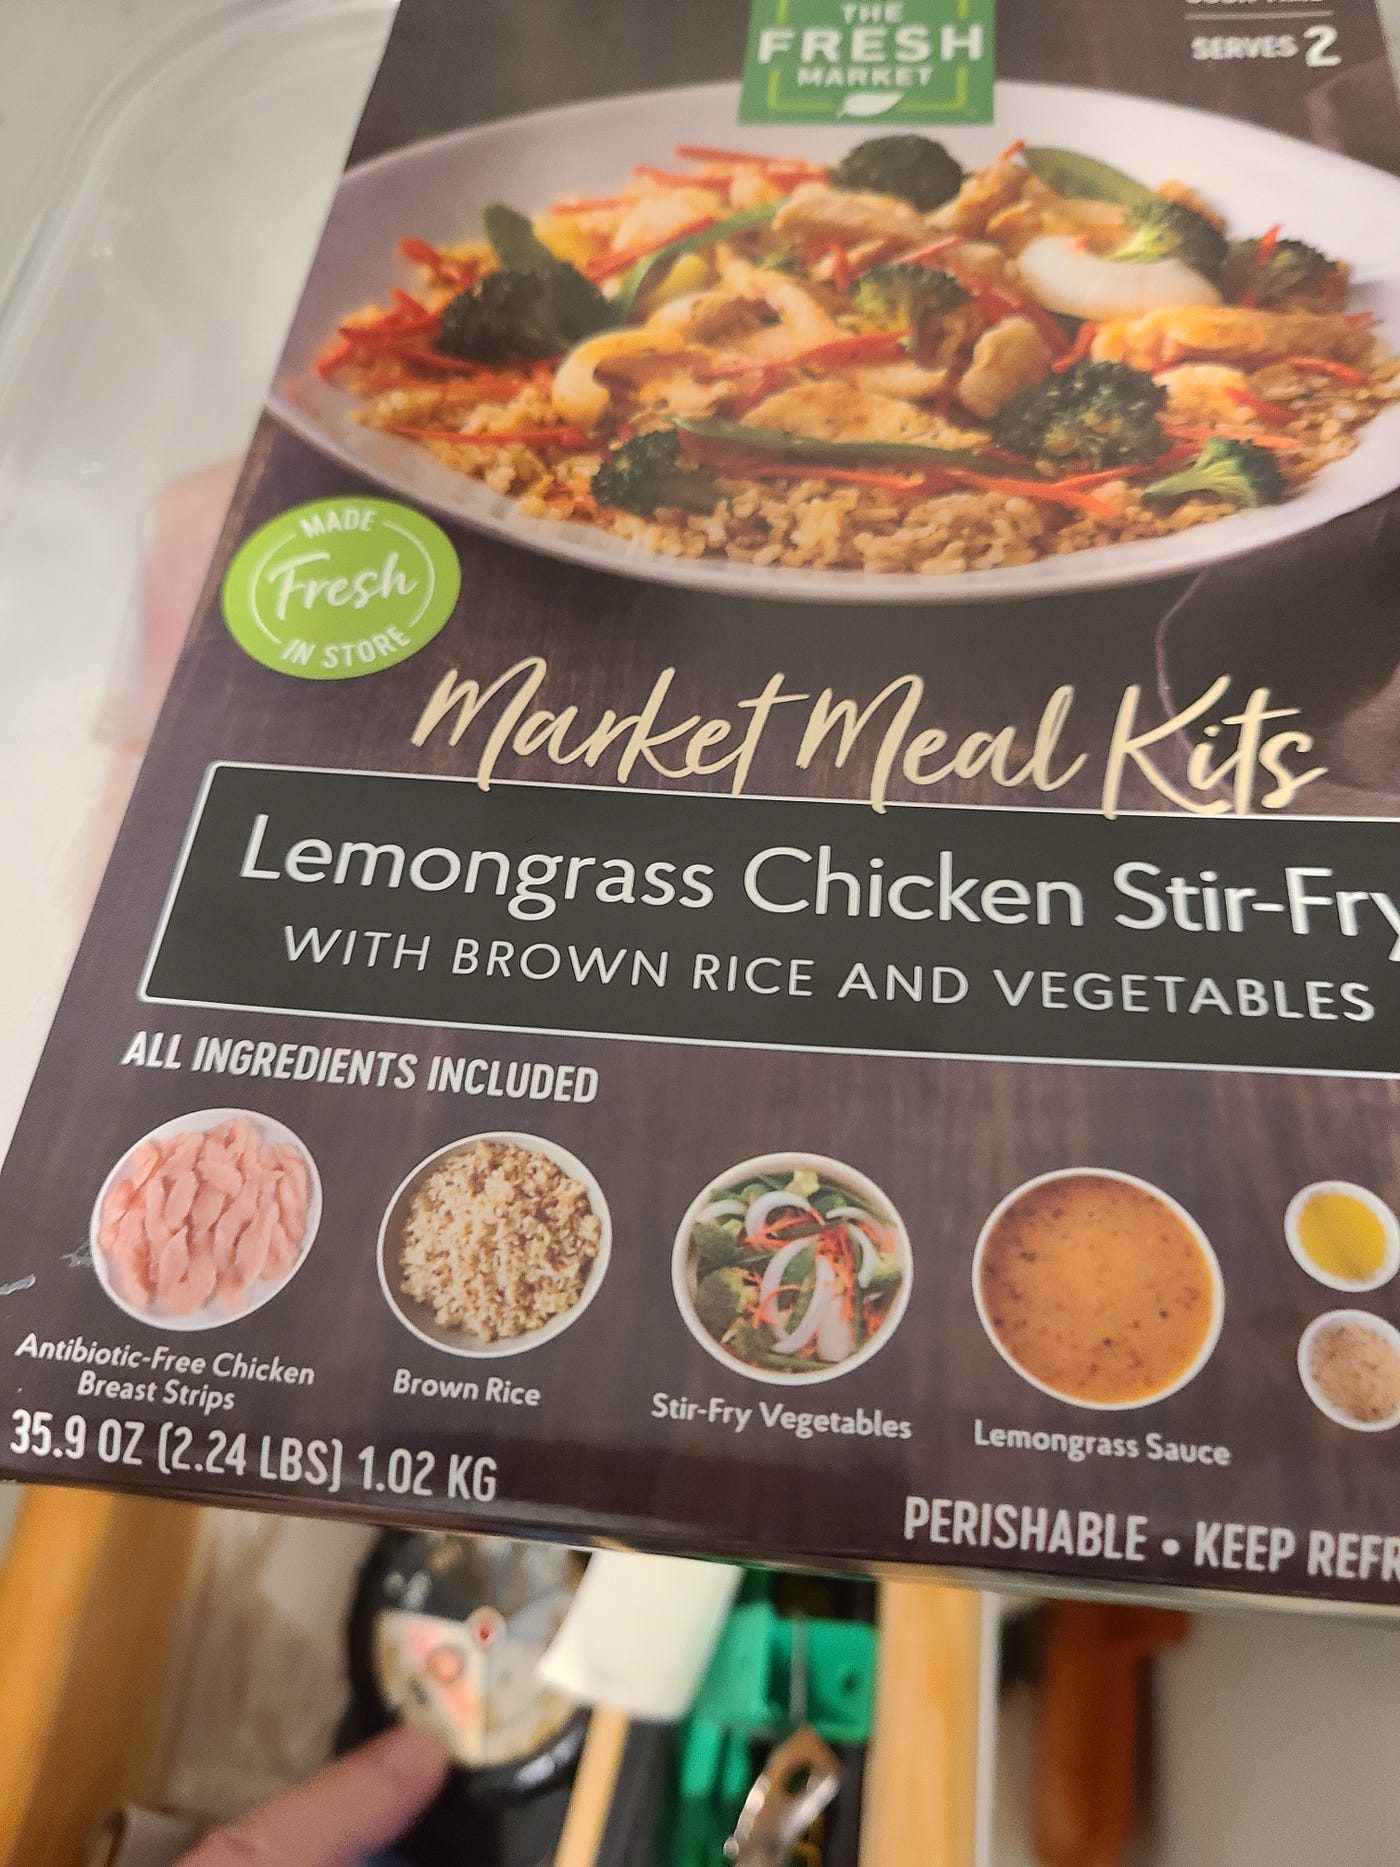 SERVES 2
THE
FRESH
MARKET
MADE
Fresh
IN STORE
Market Meal Kits
Lemongrass Chicken Stir-Fry
WITH BROWN RICE AND VEGETABLES
ALL INGREDIENTS INCLUDED
Antibiotic-Free Chicken
Breast Strips
Brown Rice
Stir-Fry Vegetables
Lemongrass Sauce
35.9 OZ (2.24 LBS) 1.02 KG
PERISHABLE • KEEP REFR